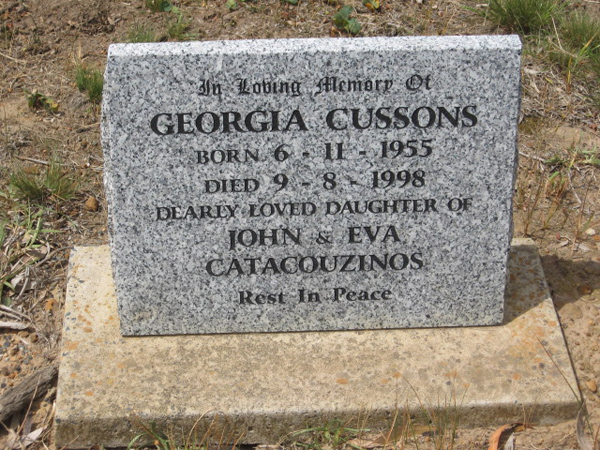 In Loving Memory Of
GEORGIA CUSSONS
BORN 6 - 11 - 1955
DIED 9 - 8 - 1998
DEARLY LOVED DAUGHTER OF
JOHN & EVA
CATACOUZINOS
Rest In Peace